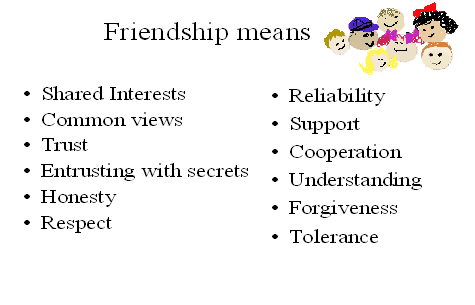 Friendship means
• Shared Interests
• Common views
• Trust
• Entrusting with secrets
• Honesty
• Respect
• Reliability
• Support
• Cooperation
• Understanding
• Forgiveness
• Tolerance